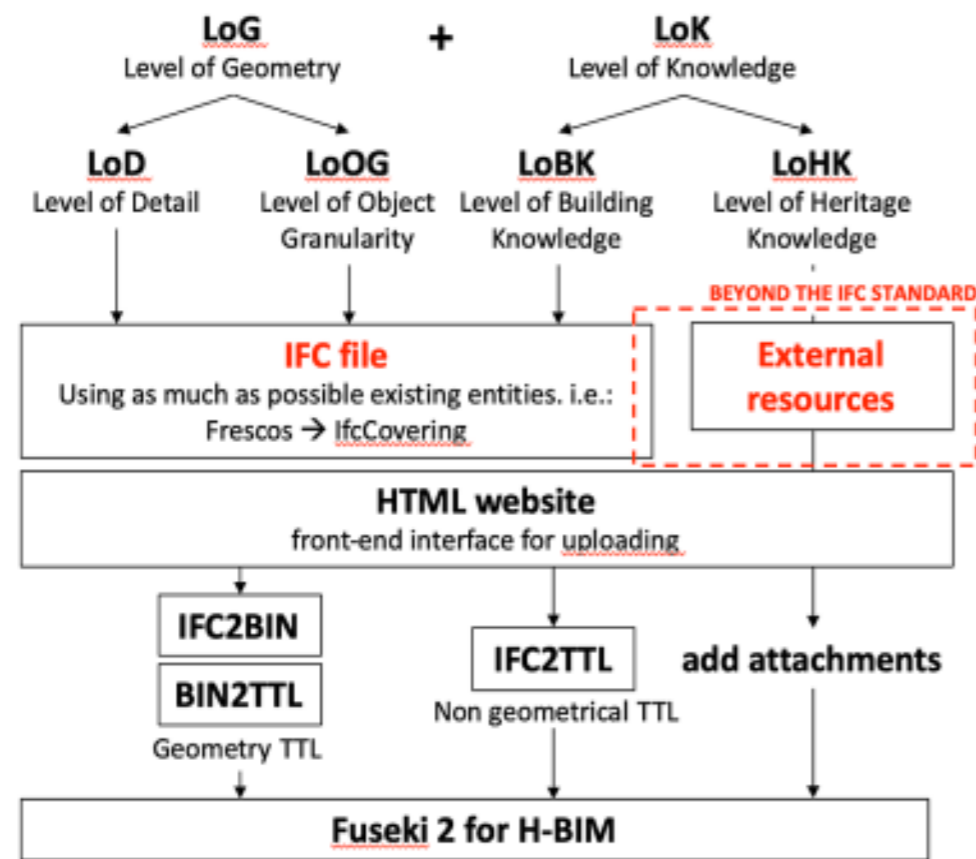 LoG + LoK
Level of Geometry Level of Knowledge
LoD LoOG LoBK LoHK
Level of Detail Level of Object Level of Building Level of Heritage
Granularity Knowledge Knowledge
BEYOND THE IFC STANDARD
IFC file
Using as much as possible existing entities. i.e.:
Frescos → IfcCovering
External
resources
HTML website
front-end interface for uploading
IFC2BIN
BIN2TTL
Geometry TTL
IFC2TTL
Non geometrical TTL
add attachments
Fuseki 2 for H-BIM